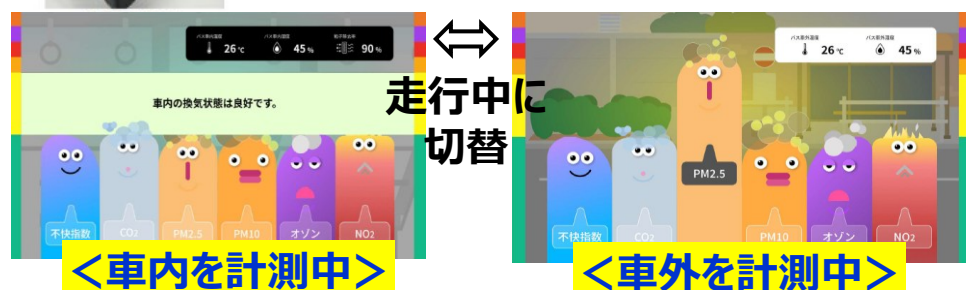 バス車内温度
26 ℃
バス車内湿度
45 %
粒子除去率
90 %
車内の換気状態は良好です。
不快指数
CO2
PM2.5
PM10
オゾン
NO2
<車内を計測中>
⇔
走行中に
切替
バス車外温度
26 ℃
バス車外湿度
45 %
PM2.5
不快指数
CO2
PM10
オゾン
NO2
<車外を計測中>